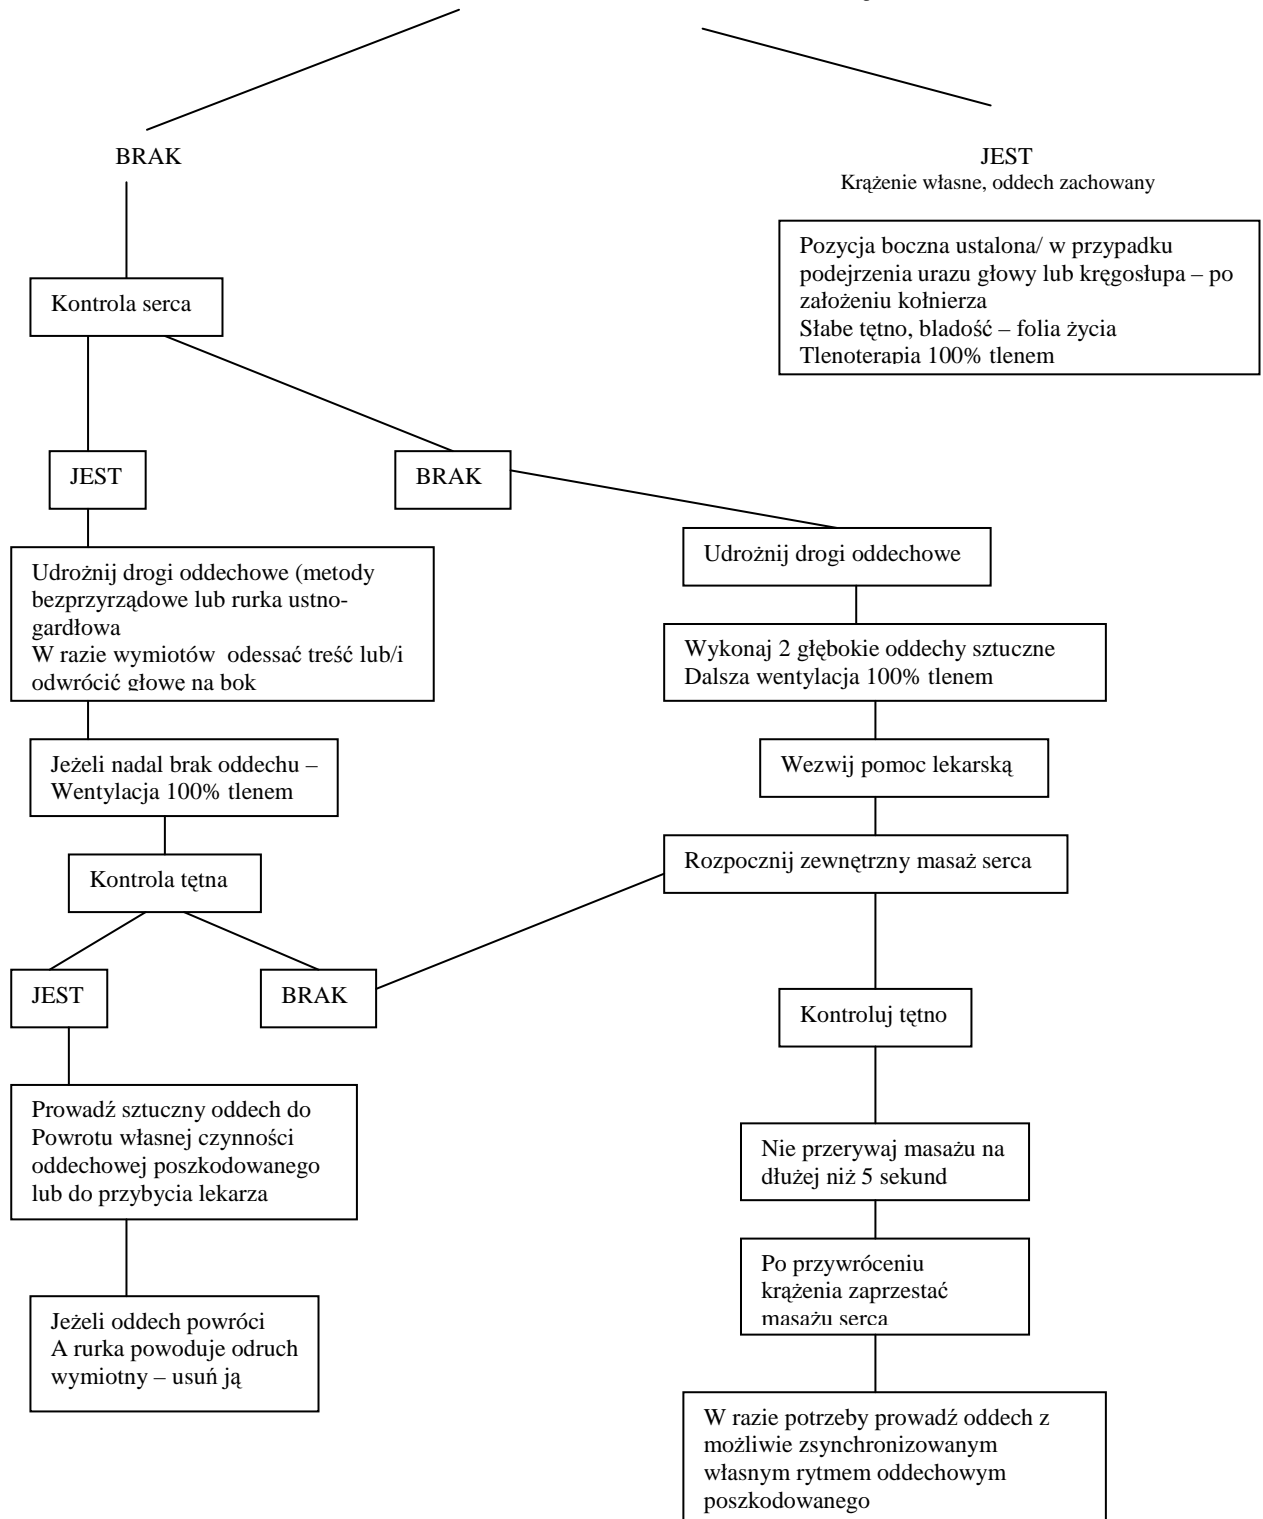 BRAK
JEST
Krążenie własne, oddech zachowany
Pozycja boczna ustalona/ w przypadku
podejrzenia urazu głowy lub kręgosłupa – po
założeniu kołnierza
Słabe tętno, bladość – folia życia
Tlenoterapia 100% tlenem
Kontrola serca
JEST
BRAK
Udrożnij drogi oddechowe (metody
bezprzyrządowe lub rurka ustno-
gardłowa
W razie wymiotów odessać treść lub/i
odwrócić głowę na bok
Udrożnij drogi oddechowe
Wykonaj 2 głębokie oddechy sztuczne
Dalsza wentylacja 100% tlenem
Jeżeli nadal brak oddechu –
Wentylacja 100% tlenem
Wezwij pomoc lekarską
Kontrola tętna
Rozpocznij zewnętrzny masaż serca
JEST
BRAK
Kontroluj tętno
Prowadź sztuczny oddech do
Powrotu własnej czynności
oddechowej poszkodowanego
lub do przybycia lekarza
Nie przerywaj masażu na
dłużej niż 5 sekund
Po przywróceniu
krążenia zaprzestać
masażu serca
Jeżeli oddech powróci
A rurka powoduje odruch
wymiotny – usuń ją
W razie potrzeby prowadź oddech z
możliwie zsynchronizowanym
własnym rytmem oddechowym
poszkodowanego